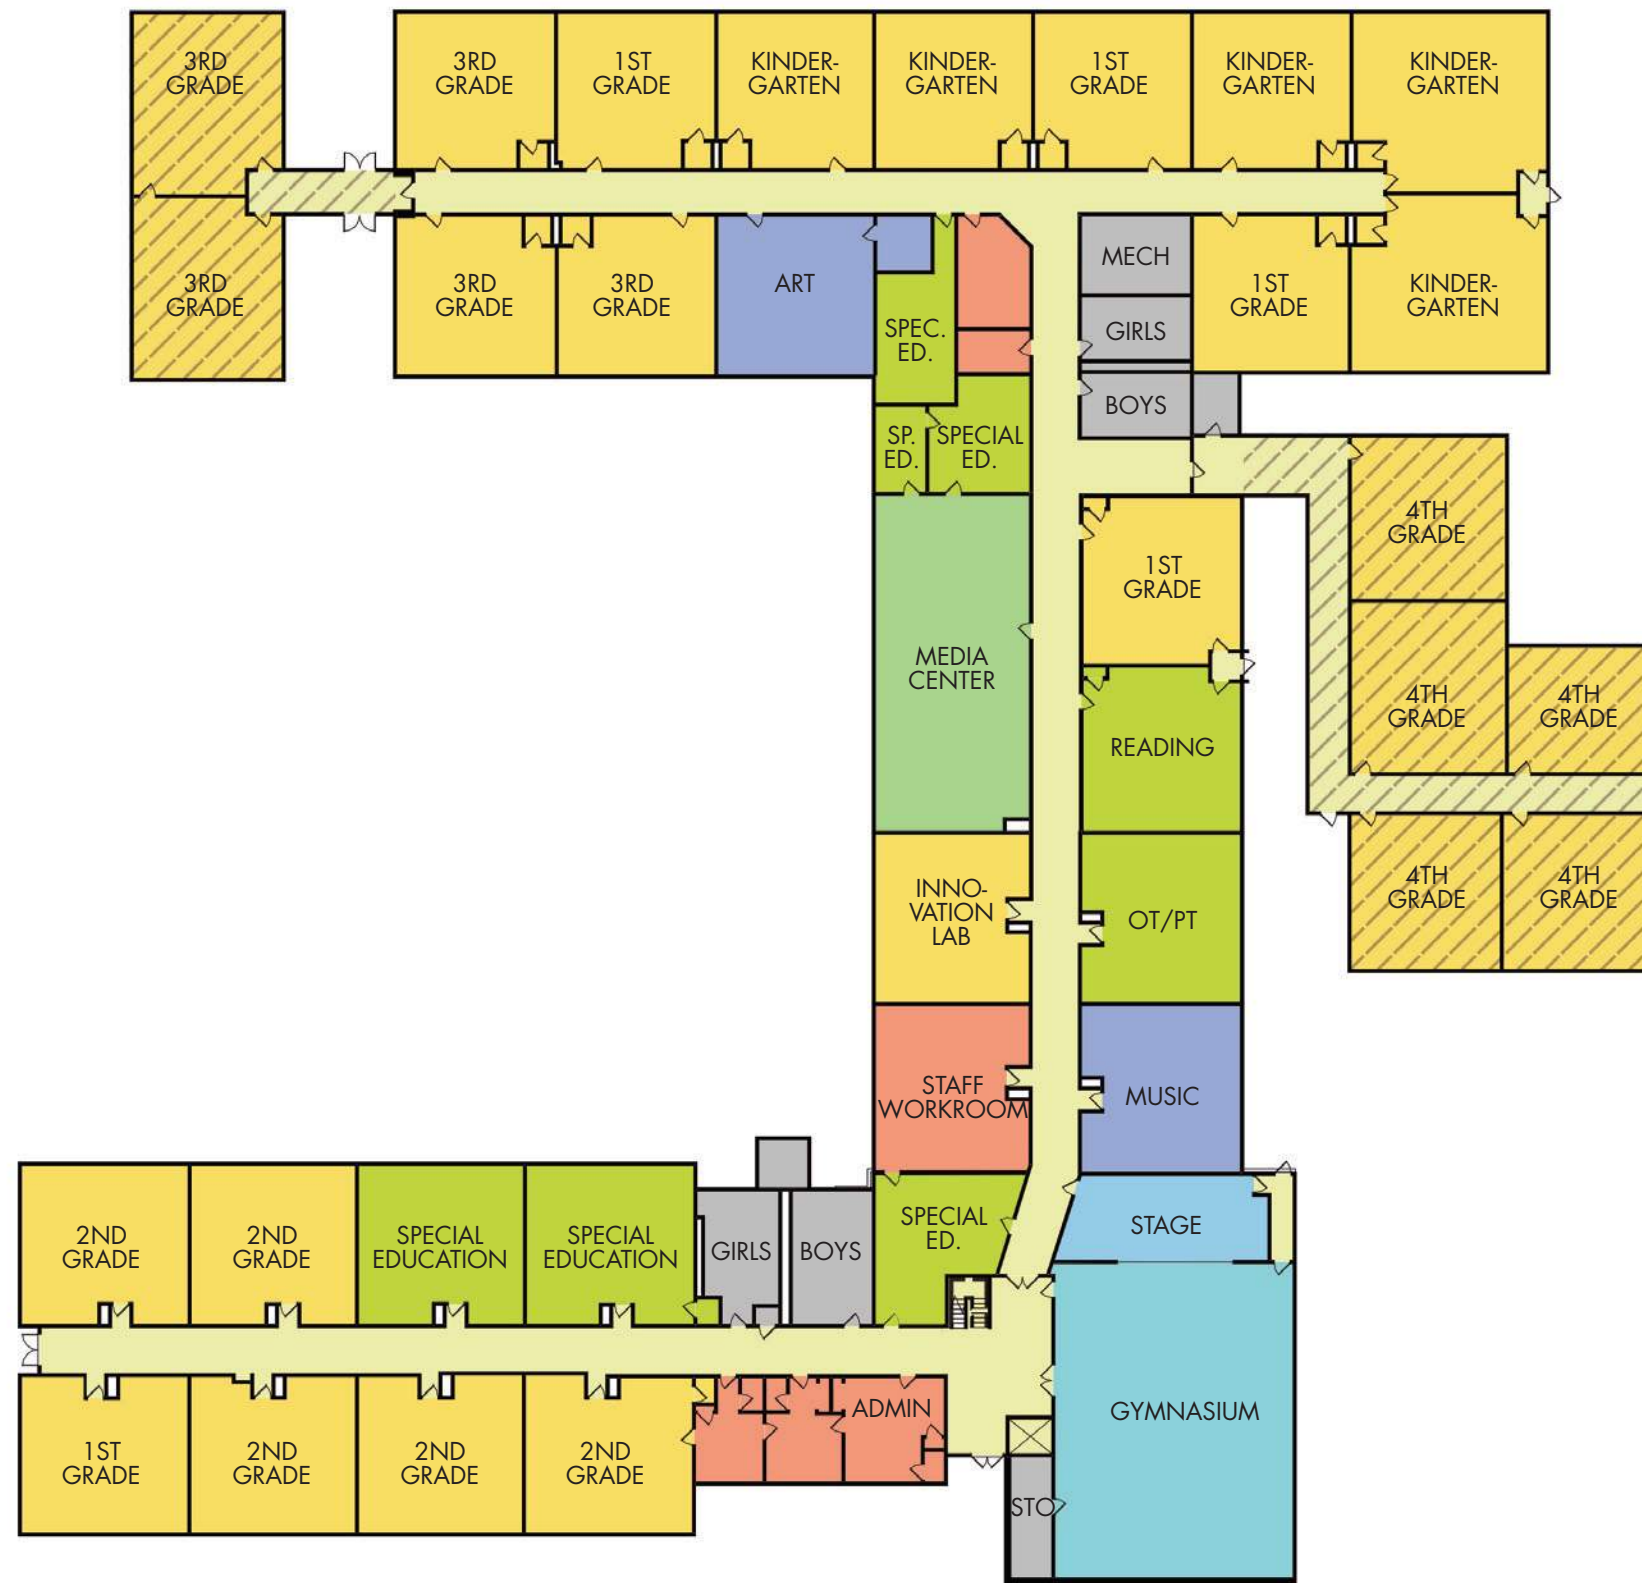 3RD
GRADE
3RD
GRADE
1ST
GRADE
KINDER-
GARTEN
KINDER-
GARTEN
1ST
GRADE
KINDER-
GARTEN
KINDER-
GARTEN
3RD
GRADE
3RD
GRADE
3RD
GRADE
ART
SPEC.
ED.
MECH
GIRLS
BOYS
1ST
GRADE
KINDER-
GARTEN
SP.
ED.
SPECIAL
ED.
4TH
GRADE
1ST
GRADE
MEDIA
CENTER
4TH
GRADE
4TH
GRADE
READING
INNO-
VATION
LAB
OT/PT
4TH
GRADE
4TH
GRADE
STAFF
WORKROOM
MUSIC
2ND
GRADE
2ND
GRADE
SPECIAL
EDUCATION
SPECIAL
EDUCATION
GIRLS
BOYS
SPECIAL
ED.
STAGE
1ST
GRADE
2ND
GRADE
2ND
GRADE
2ND
GRADE
ADMIN
GYMNASIUM
STO